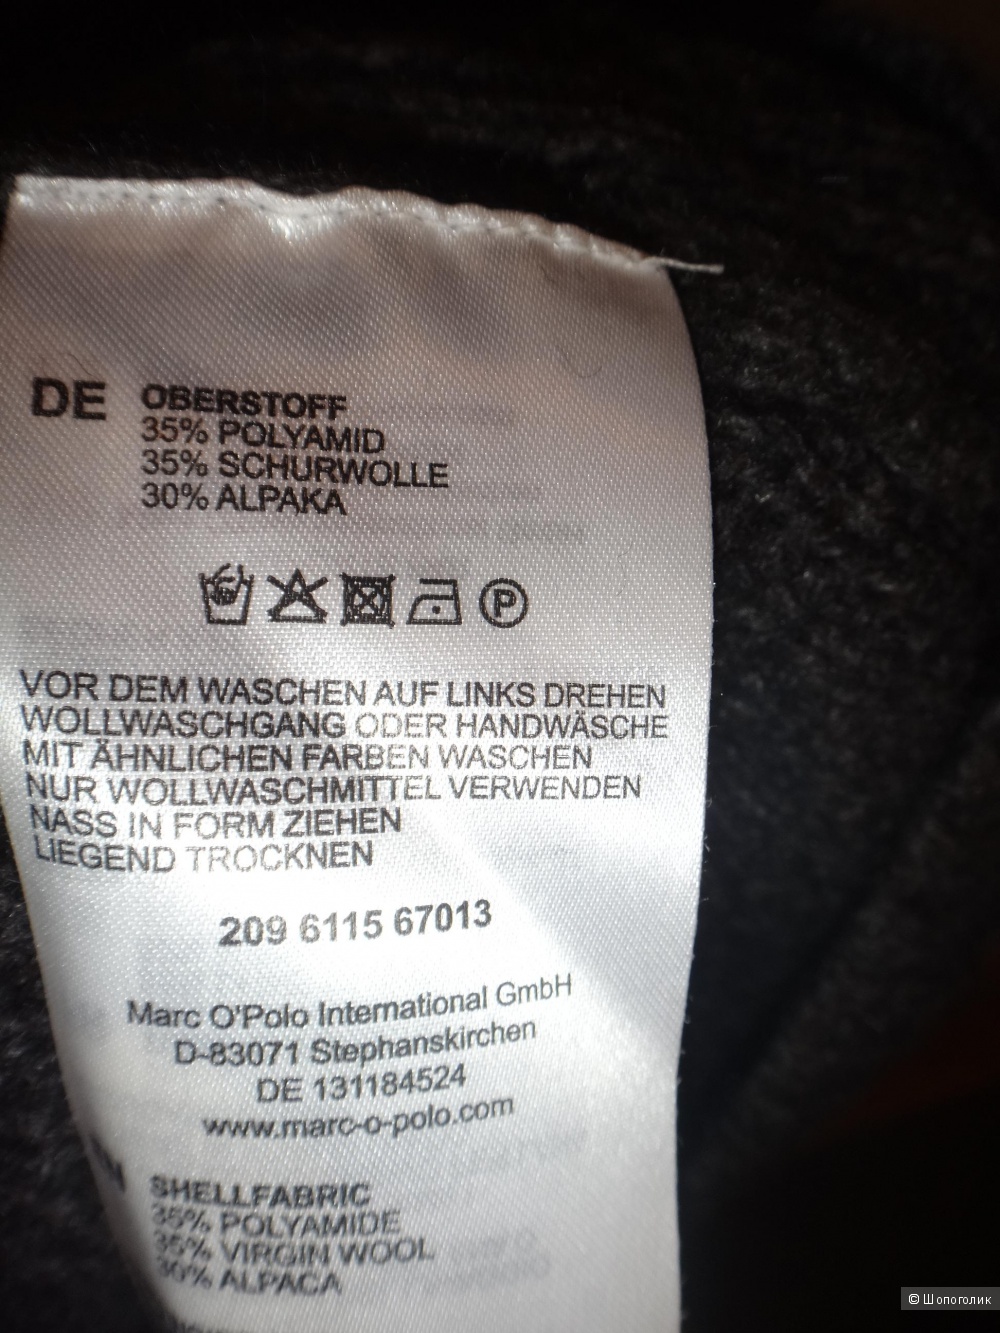 DE OBERSTOFF
35% POLYAMID
35% SCHURWOLLE
30% ALPAKA
P
VOR DEM WASCHEN AUF LINKS DREHEN
WOLLWASCHGANG ODER HANDWÄSCHE
MIT ÄHNLICHEN FARBEN WASCHEN
NUR WOLLWASCHMITTEL VERWENDEN
NASS IN FORM ZIEHEN
LIEGEND TROCKNEN
209 6115 67013
Marc O'Polo International GmbH
D-83071 Stephanskirchen
DE 131184524
www.marc-o-polo.com
SHELLFABRIC
35% POLYAMIDE
35% VIRGIN WOOL
30% ALPACA
© Шопоголик